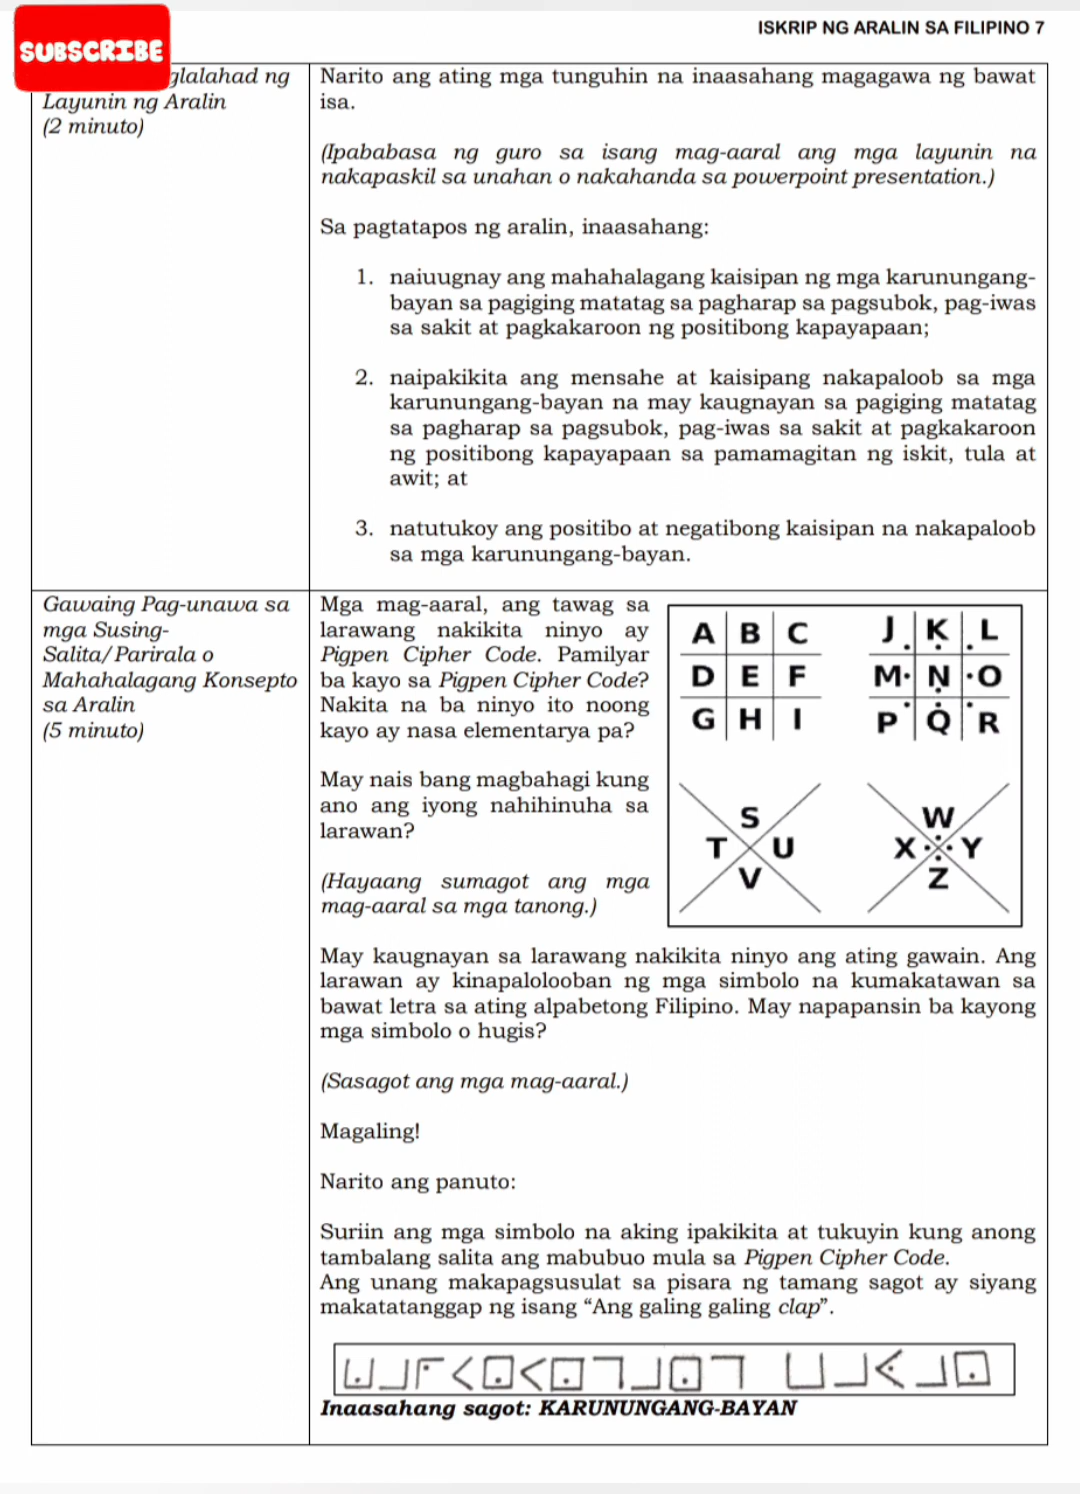 ISKRIP NG ARALIN SA FILIPINO 7
SUBSCRIBE
glalahad ng
Layunin ng Aralin
(2 minuto)
Narito ang ating mga tunguhin na inaasahang magagawa ng bawat
isa.
(Ipababasa ng guro sa isang mag-aaral ang mga layunin na
nakapaskil sa unahan o nakahanda sa powerpoint presentation.)
Sa pagtatapos ng aralin, inaasahang:
1. naiuugnay ang mahahalagang kaisipan ng mga karunungang-
bayan sa pagiging matatag sa pagharap sa pagsubok, pag-iwas
sa sakit at pagkakaroon ng positibong kapayapaan;
2. naipakikita ang mensahe at kaisipang nakapaloob sa mga
karunungang-bayan na may kaugnayan sa pagiging matatag
sa pagharap sa pagsubok, pag-iwas sa sakit at pagkakaroon
ng positibong kapayapaan sa pamamagitan ng iskit, tula at
awit; at
3. natutukoy ang positibo at negatibong kaisipan na nakapaloob
sa mga karunungang-bayan.
Gawaing Pag-unawa sa
mga Susing-
Salita/Parirala o
Mahahalagang Konsepto
sa Aralin
(5 minuto)
Mga mag-aaral, ang tawag sa
larawang nakikita ninyo ay
Pigpen Cipher Code. Pamilyar
ba kayo sa Pigpen Cipher Code?
Nakita na ba ninyo ito noong
kayo ay nasa elementarya pa?
May nais bang magbahagi kung
ano ang iyong nahihinuha sa
larawan?
(Hayaang sumagot ang mga
mag-aaral sa mga tanong.)
A B C
D E F
G H I
J K L
M N O
P Q R
S
T U
V
W
X Y
Z
May kaugnayan sa larawang nakikita ninyo ang ating gawain. Ang
larawan ay kinapalolooban ng mga simbolo na kumakatawan sa
bawat letra sa ating alpabetong Filipino. May napapansin ba kayong
mga simbolo o hugis?
(Sasagot ang mga mag-aaral.)
Magaling!
Narito ang panuto:
Suriin ang mga simbolo na aking ipakikita at tukuyin kung anong
tambalang salita ang mabubuo mula sa Pigpen Cipher Code.
Ang unang makapagsusulat sa pisara ng tamang sagot ay siyang
makatatanggap ng isang “Ang galing galing clap”.
Inaasahang sagot: KARUNUNGANG-BAYAN